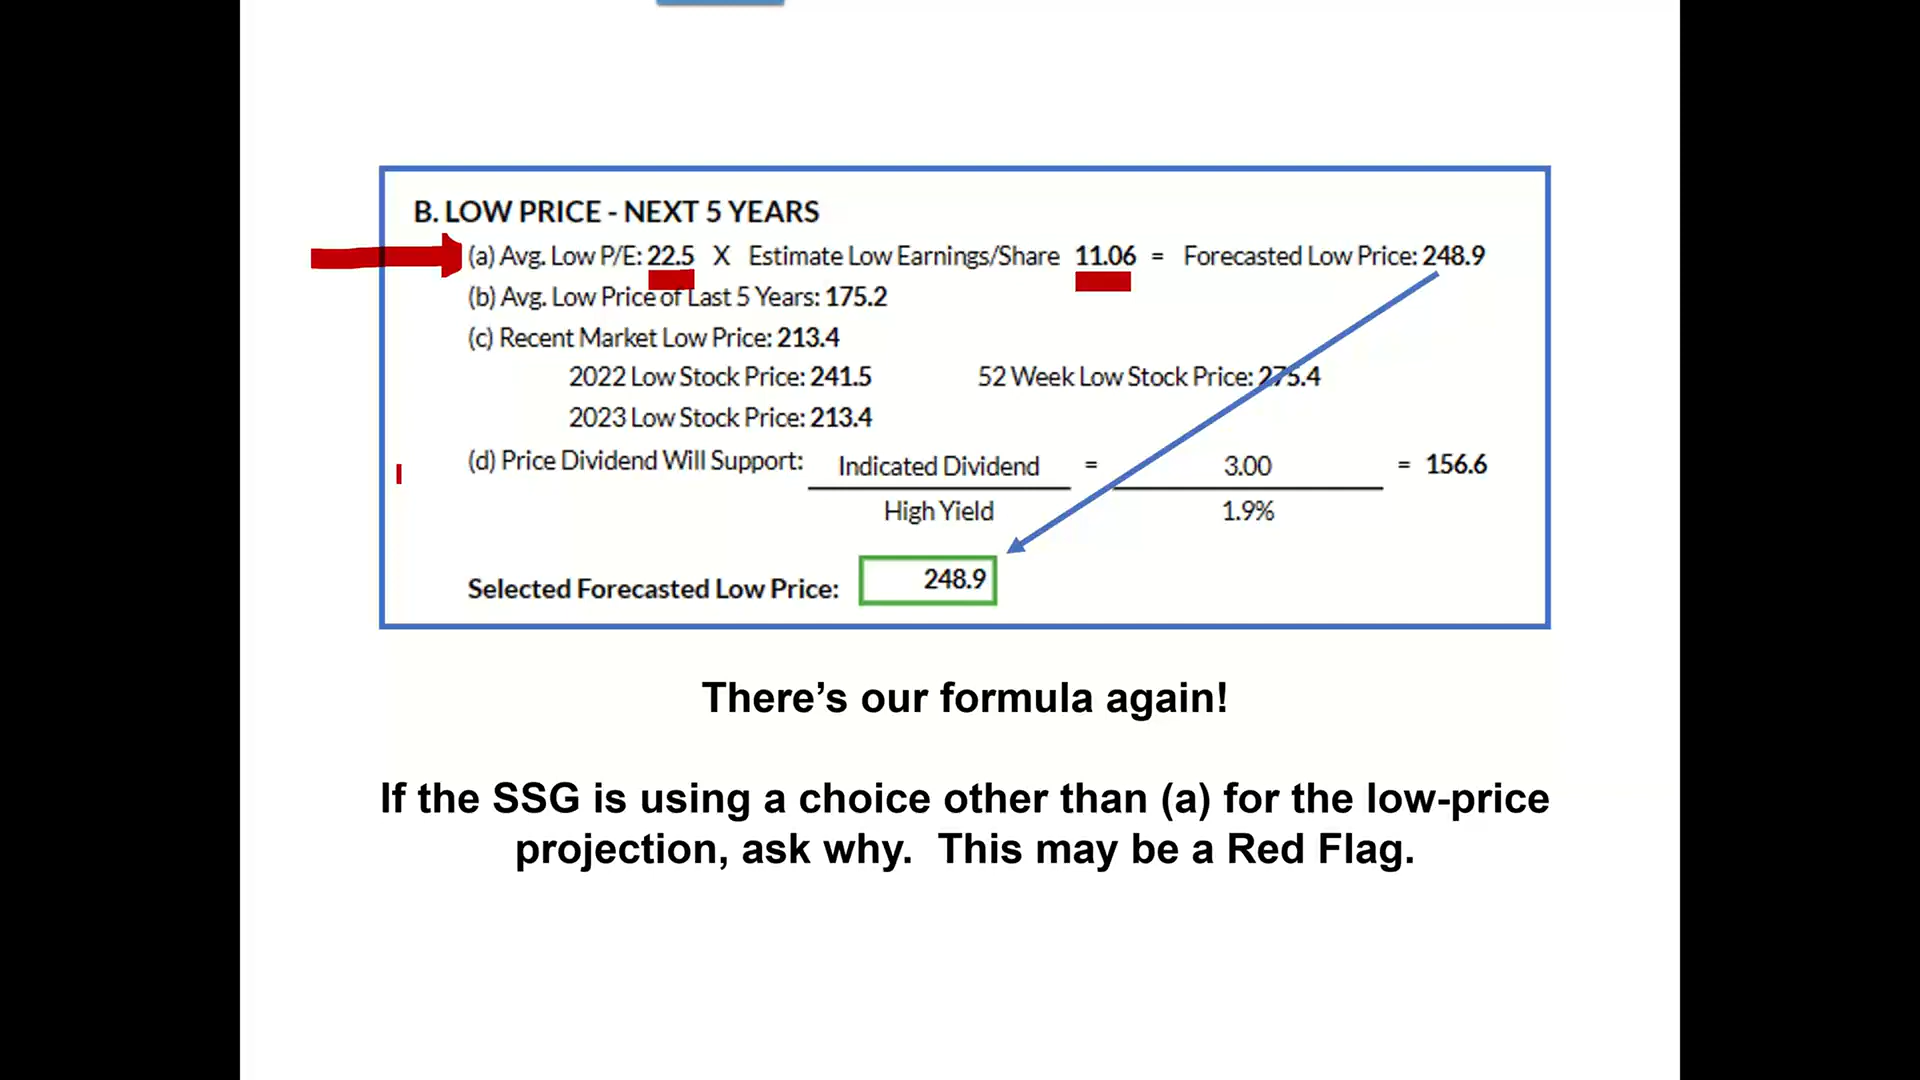 B. LOW PRICE - NEXT 5 YEARS
(a) Avg. Low P/E: 22.5 X Estimate Low Earnings/Share 11.06 = Forecasted Low Price: 248.9
(b) Avg. Low Price of Last 5 Years: 175.2
(c) Recent Market Low Price: 213.4
2022 Low Stock Price: 241.5 52 Week Low Stock Price: 275.4
2023 Low Stock Price: 213.4
(d) Price Dividend Will Support: Indicated Dividend = 3.00 = 156.6
High Yield 1.9%
Selected Forecasted Low Price: 248.9
There’s our formula again!
If the SSG is using a choice other than (a) for the low-price
projection, ask why.  This may be a Red Flag.